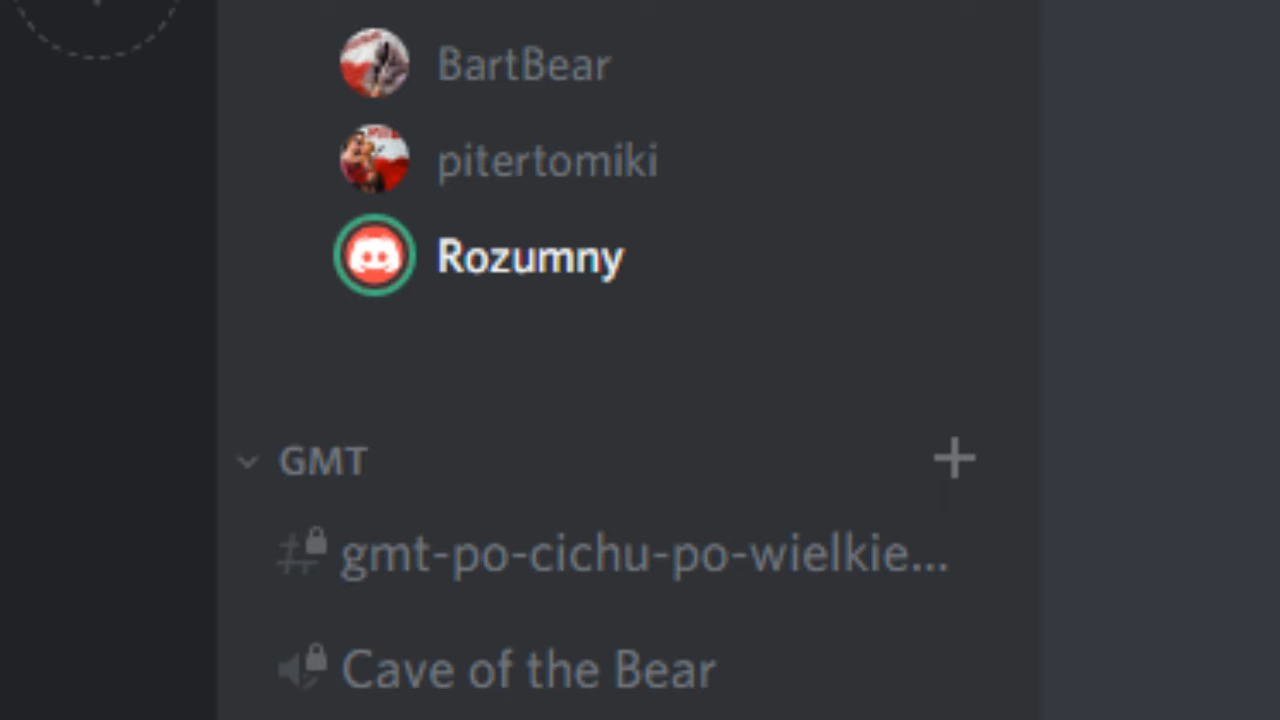 BartBear
pitertomiki
Rozumny
GMT
gmt-po-cichu-po-wielkie...
Cave of the Bear